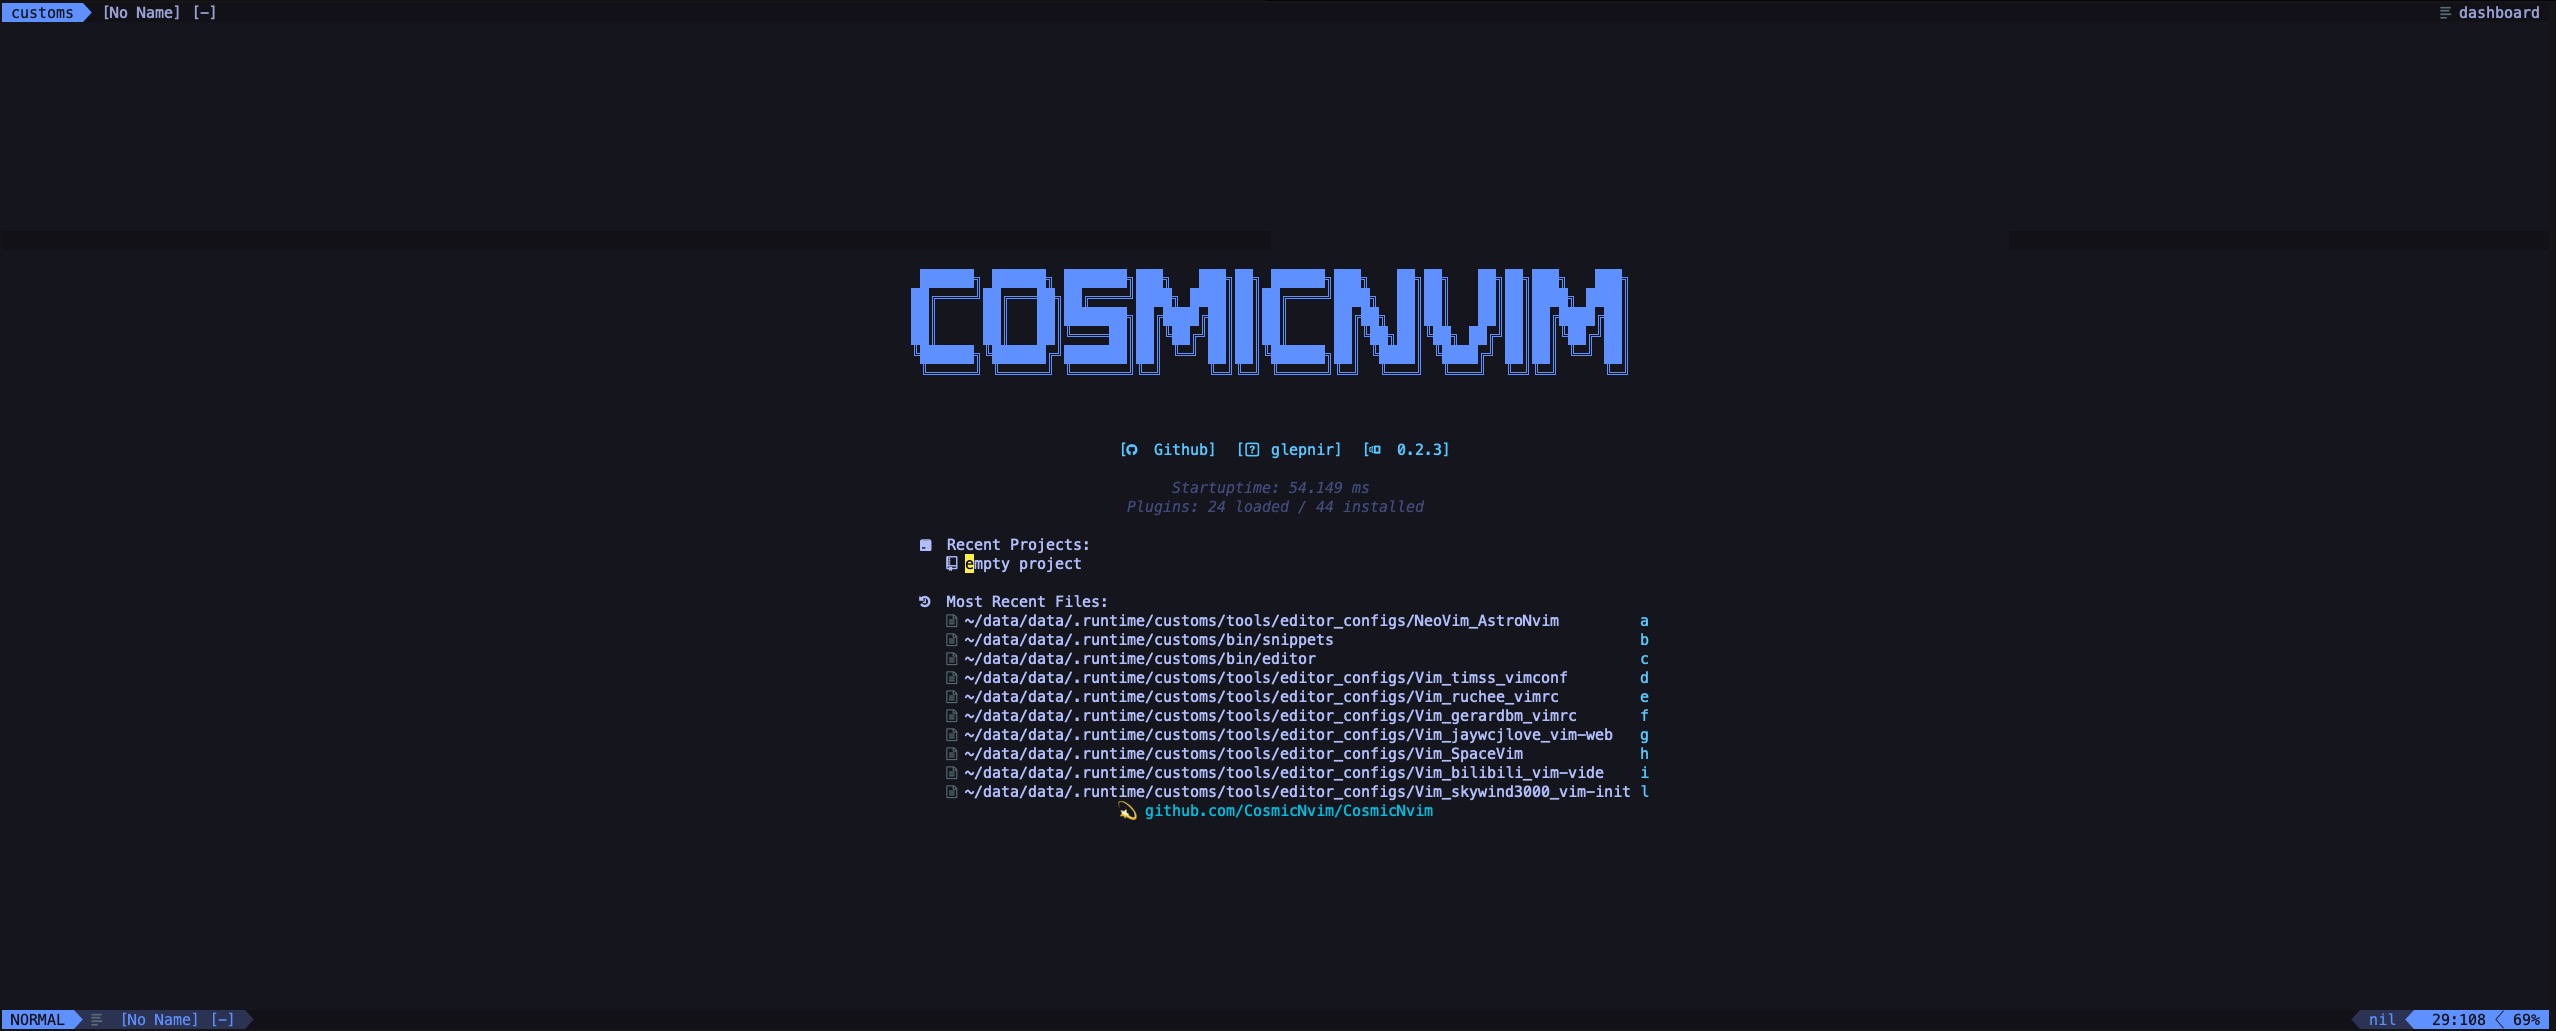 customs [No Name] [-] dashboard
COSMICNVIM
[ Github] [ glepnir] [ 0.2.3]
Startuptime: 54.149 ms
Plugins: 24 loaded / 44 installed
Recent Projects:
empty project
Most Recent Files:
~/data/data/.runtime/customs/tools/editor_configs/NeoVim_AstroNvim a
~/data/data/.runtime/customs/bin/snippets b
~/data/data/.runtime/customs/bin/editor c
~/data/data/.runtime/customs/tools/editor_configs/Vim_timss_vimconf d
~/data/data/.runtime/customs/tools/editor_configs/Vim_ruchee_vimrc e
~/data/data/.runtime/customs/tools/editor_configs/Vim_gerardbm_vimrc f
~/data/data/.runtime/customs/tools/editor_configs/Vim_jaywcjlove_vim-web g
~/data/data/.runtime/customs/tools/editor_configs/Vim_SpaceVim h
~/data/data/.runtime/customs/tools/editor_configs/Vim_bilibili_vim-vide i
~/data/data/.runtime/customs/tools/editor_configs/Vim_skywind3000_vim-init l
github.com/CosmicNvim/CosmicNvim
NORMAL [No Name] [-] nil 29:108 69%